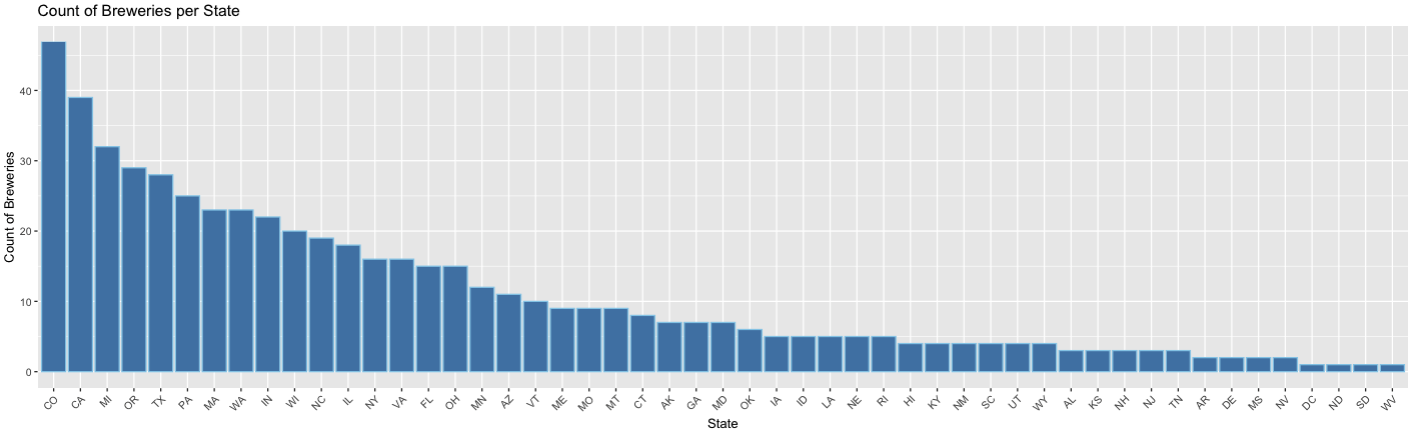 Count of Breweries per State
Count of Breweries
40
30
20
10
0
CO CA MI OR TX PA MA WA IN WI NC IL NY VA FL OH MN AZ VT ME MO MT CT AK GA MD OK IA ID LA NE RI HI KY NM SC UT WY AL KS NH NJ TN AR DE MS NV DC ND SD WV
State